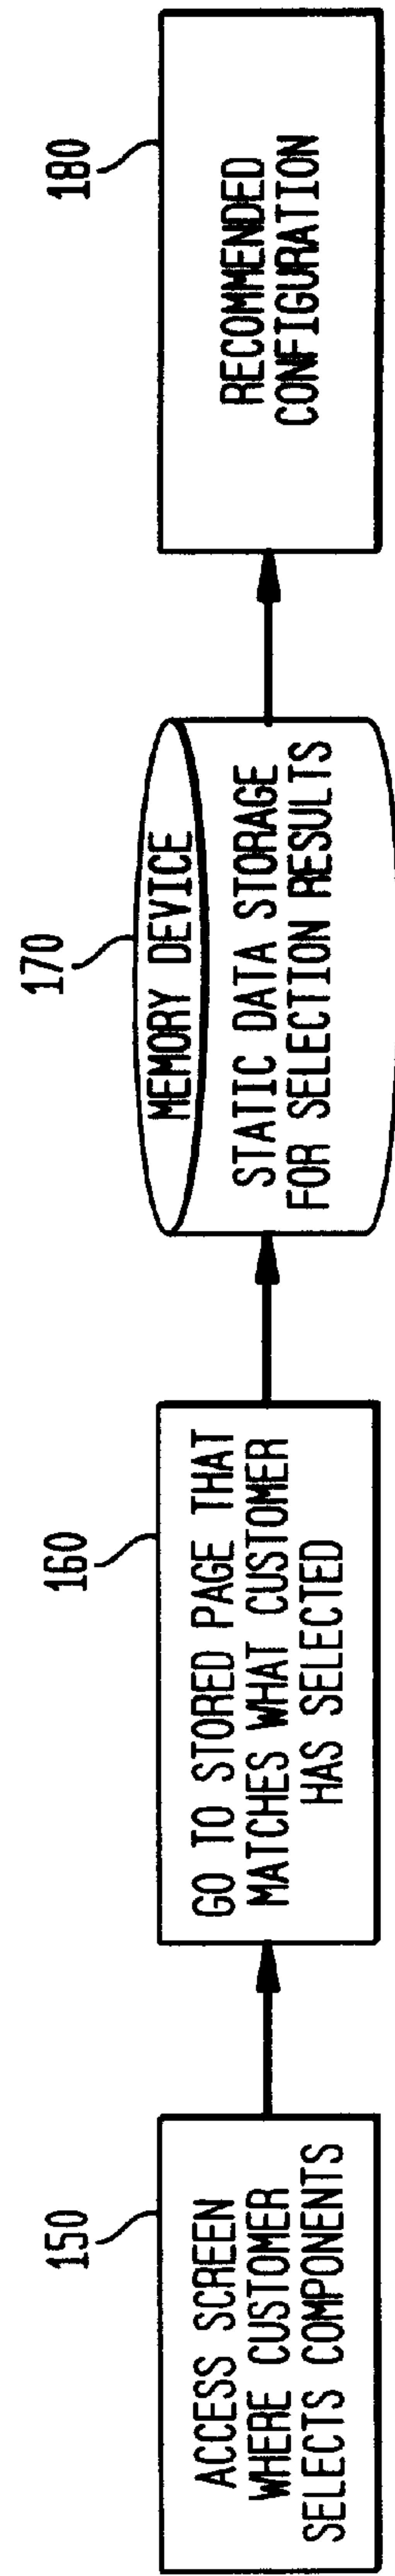 150
ACCESS SCREEN
WHERE CUSTOMER
SELECTS COMPONENTS
160
GO TO STORED PAGE THAT
MATCHES WHAT CUSTOMER
HAS SELECTED
170
MEMORY DEVICE
STATIC DATA STORAGE
FOR SELECTION RESULTS
180
RECOMMENDED
CONFIGURATION